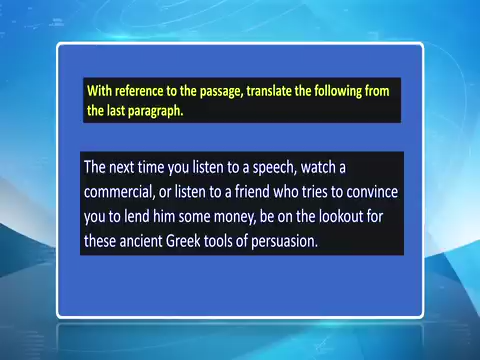 With reference to the passage, translate the following from
the last paragraph.
The next time you listen to a speech, watch a
commercial, or listen to a friend who tries to convince
you to lend him some money, be on the lookout for
these ancient Greek tools of persuasion.